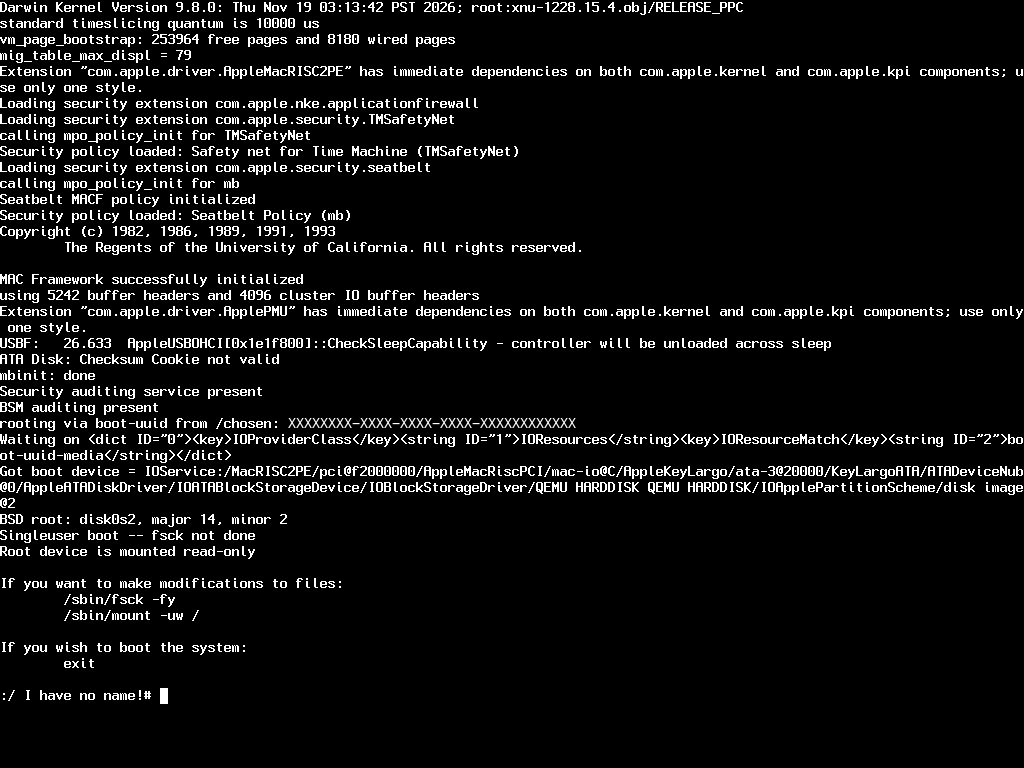 Darwin Kernel Version 9.8.0: Thu Nov 19 03:13:42 PST 2026; root:xnu-1228.15.4.obj/RELEASE_PPC
standard timeslicing quantum is 10000 us
vm_page_bootstrap: 253964 free pages and 8180 wired pages
mig_table_max_displ = 79
Extension "com.apple.driver.AppleMacRISC2PE" has immediate dependencies on both com.apple.kernel and com.apple.kpi components; u
se only one style.
Loading security extension com.apple.nke.applicationfirewall
Loading security extension com.apple.security.TMSafetyNet
calling mpo_policy_init for TMSafetyNet
Security policy loaded: Safety net for Time Machine (TMSafetyNet)
Loading security extension com.apple.security.seatbelt
calling mpo_policy_init for mb
Seatbelt MACF policy initialized
Security policy loaded: Seatbelt Policy (mb)
Copyright (c) 1982, 1986, 1989, 1991, 1993
The Regents of the University of California. All rights reserved.
MAC Framework successfully initialized
using 5242 buffer headers and 4096 cluster IO buffer headers
Extension "com.apple.driver.ApplePMU" has immediate dependencies on both com.apple.kernel and com.apple.kpi components; use only
one style.
USBF: 26.633 AppleUSBOHCI[0x1e1f800]::CheckSleepCapability - controller will be unloaded across sleep
ATA Disk: Checksum Cookie not valid
mbinit: done
Security auditing service present
BSM auditing present
rooting via boot-uuid from /chosen: XXXXXXXX-XXXX-XXXX-XXXX-XXXXXXXXXXXX
Waiting on <dict ID="0"><key>IOProviderClass</key><string ID="1">IOResources</string><key>IOResourceMatch</key><string ID="2">bo
ot-uuid-media</string></dict>
Got boot device = IOService:/MacRISC2PE/pci@f2000000/AppleMacRiscPCI/mac-io@C/AppleKeyLargo/ata-3@20000/KeyLargoATA/ATADeviceNub
@0/AppleATADiskDriver/IOATABlockStorageDevice/IOBlockStorageDriver/QEMU HARDDISK QEMU HARDDISK/IOApplePartitionScheme/disk image
@2
BSD root: disk0s2, major 14, minor 2
Singleuser boot -- fsck not done
Root device is mounted read-only
If you want to make modifications to files:
/sbin/fsck -fy
/sbin/mount -uw /
If you wish to boot the system:
exit
:/ I have no name!#